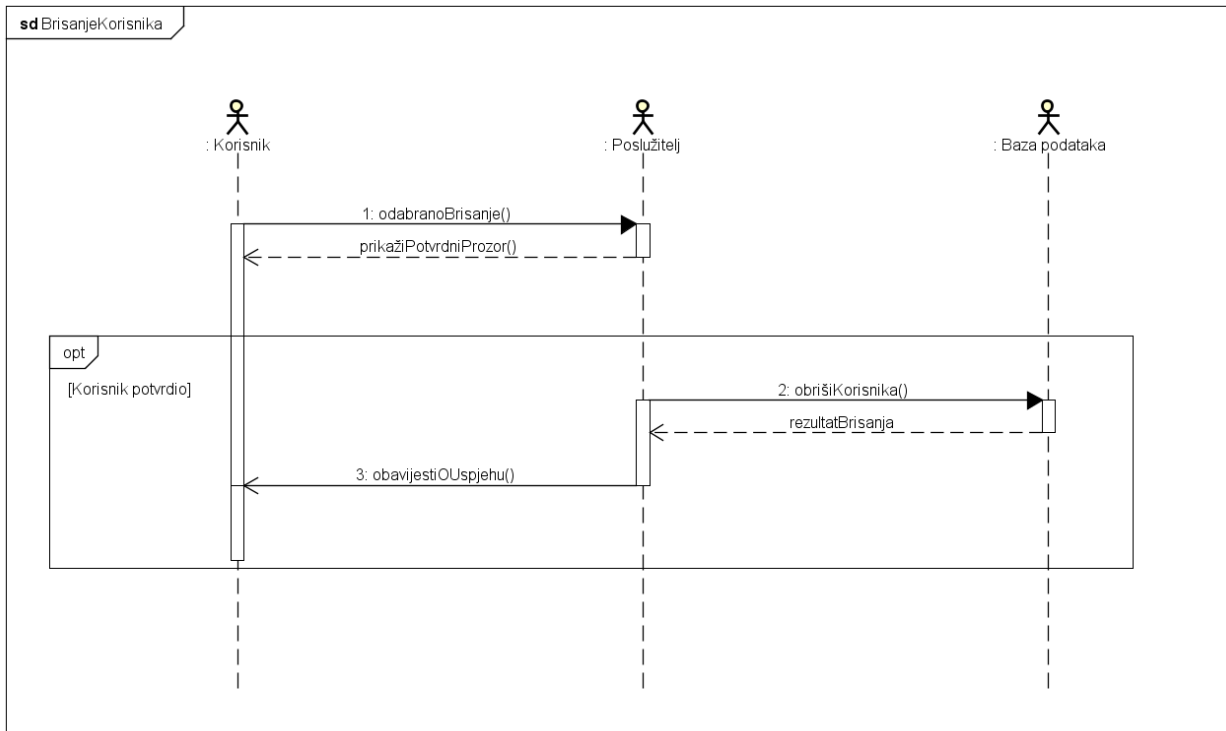 sd BrisanjeKorisnika
: Korisnik
: Poslužitelj
: Baza podataka
1: odabranoBrisanje()
prikažiPotvrdniProzor()
opt
[Korisnik potvrdio]
2: obrišiKorisnika()
rezultatBrisanja
3: obavijestiOUspjehu()